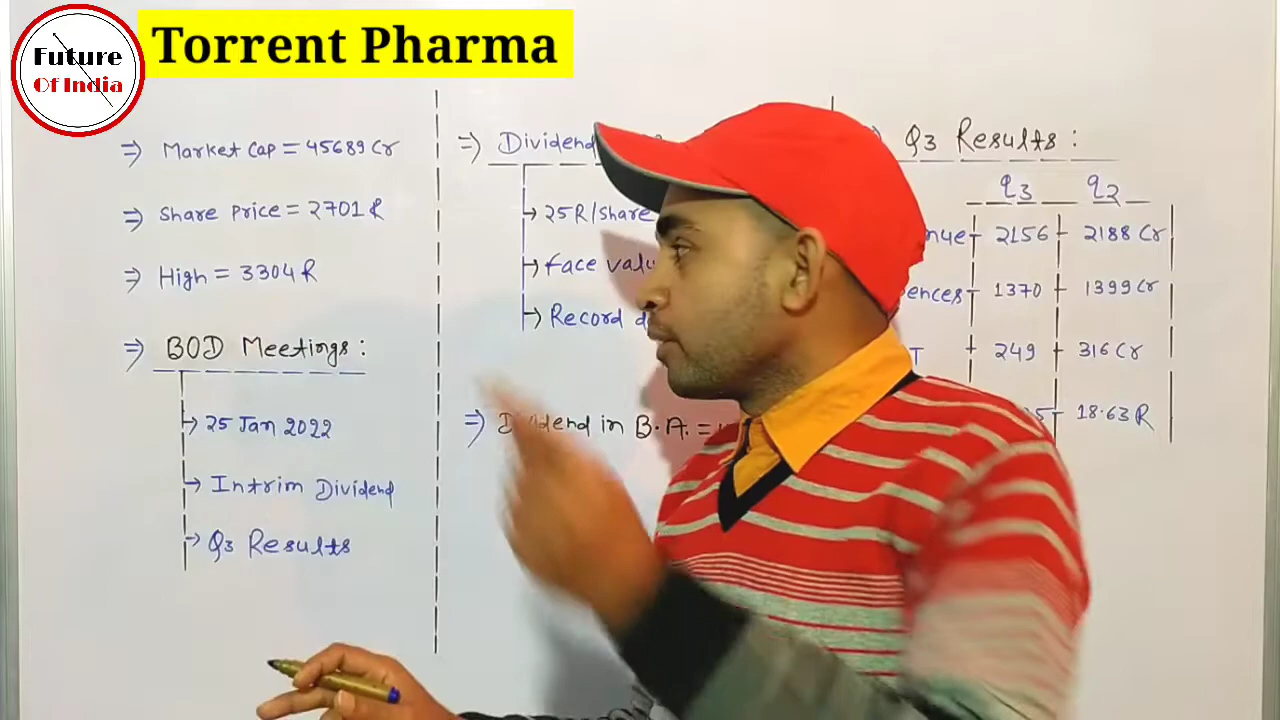 Future
Of India
Torrent Pharma
⇒ Market Cap = 45689 Cr
⇒ Share Price = 2701 R
⇒ High = 3304 R
⇒ BOD Meetings :
→ 25 Jan 2022
→ Intrim Dividend
→ Q3 Results
⇒ Dividend
→ 25 R/Share
→ Face
→ Record
⇒ Dividend in B.A. =
Q3 Results :
Q3 Q2
2156 2188 Cr
1370 1399 Cr
249 316 Cr
18.63 R